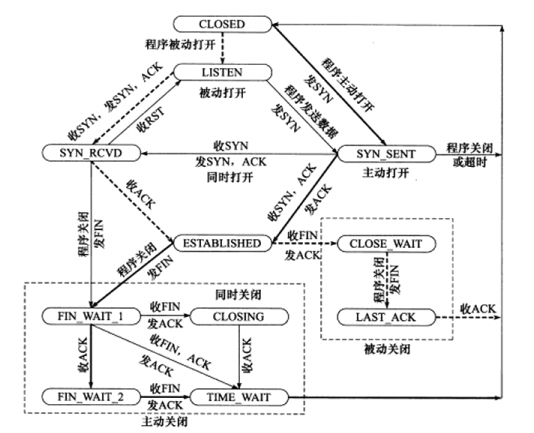 CLOSED
程序被动打开
LISTEN
被动打开
收SYN, 发SYN, ACK
收RST
程序发送数据
发SYN
程序主动打开
发SYN
SYN_RCVD
收SYN
发SYN, ACK
同时打开
SYN_SENT
主动打开
程序关闭
或超时
收ACK
收SYN, ACK
发ACK
程序关闭
发FIN
ESTABLISHED
收FIN
发ACK
CLOSE_WAIT
程序关闭
发FIN
程序关闭
发FIN
LAST_ACK
收ACK
被动关闭
同时关闭
FIN_WAIT_1
收FIN
发ACK
CLOSING
收ACK
收FIN, ACK
发ACK
收ACK
FIN_WAIT_2
收FIN
发ACK
TIME_WAIT
主动关闭